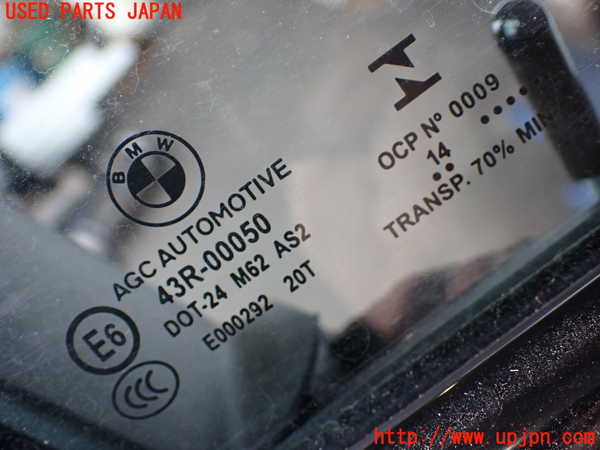 USED PARTS JAPAN
BMW
AGC AUTOMOTIVE
43R-00050
DOT-24 M62 AS2
E000292 20T
E6
CCC
OCP Nº 0009
14
TRANSP. 70% MIN
http://www.upjpn.com/